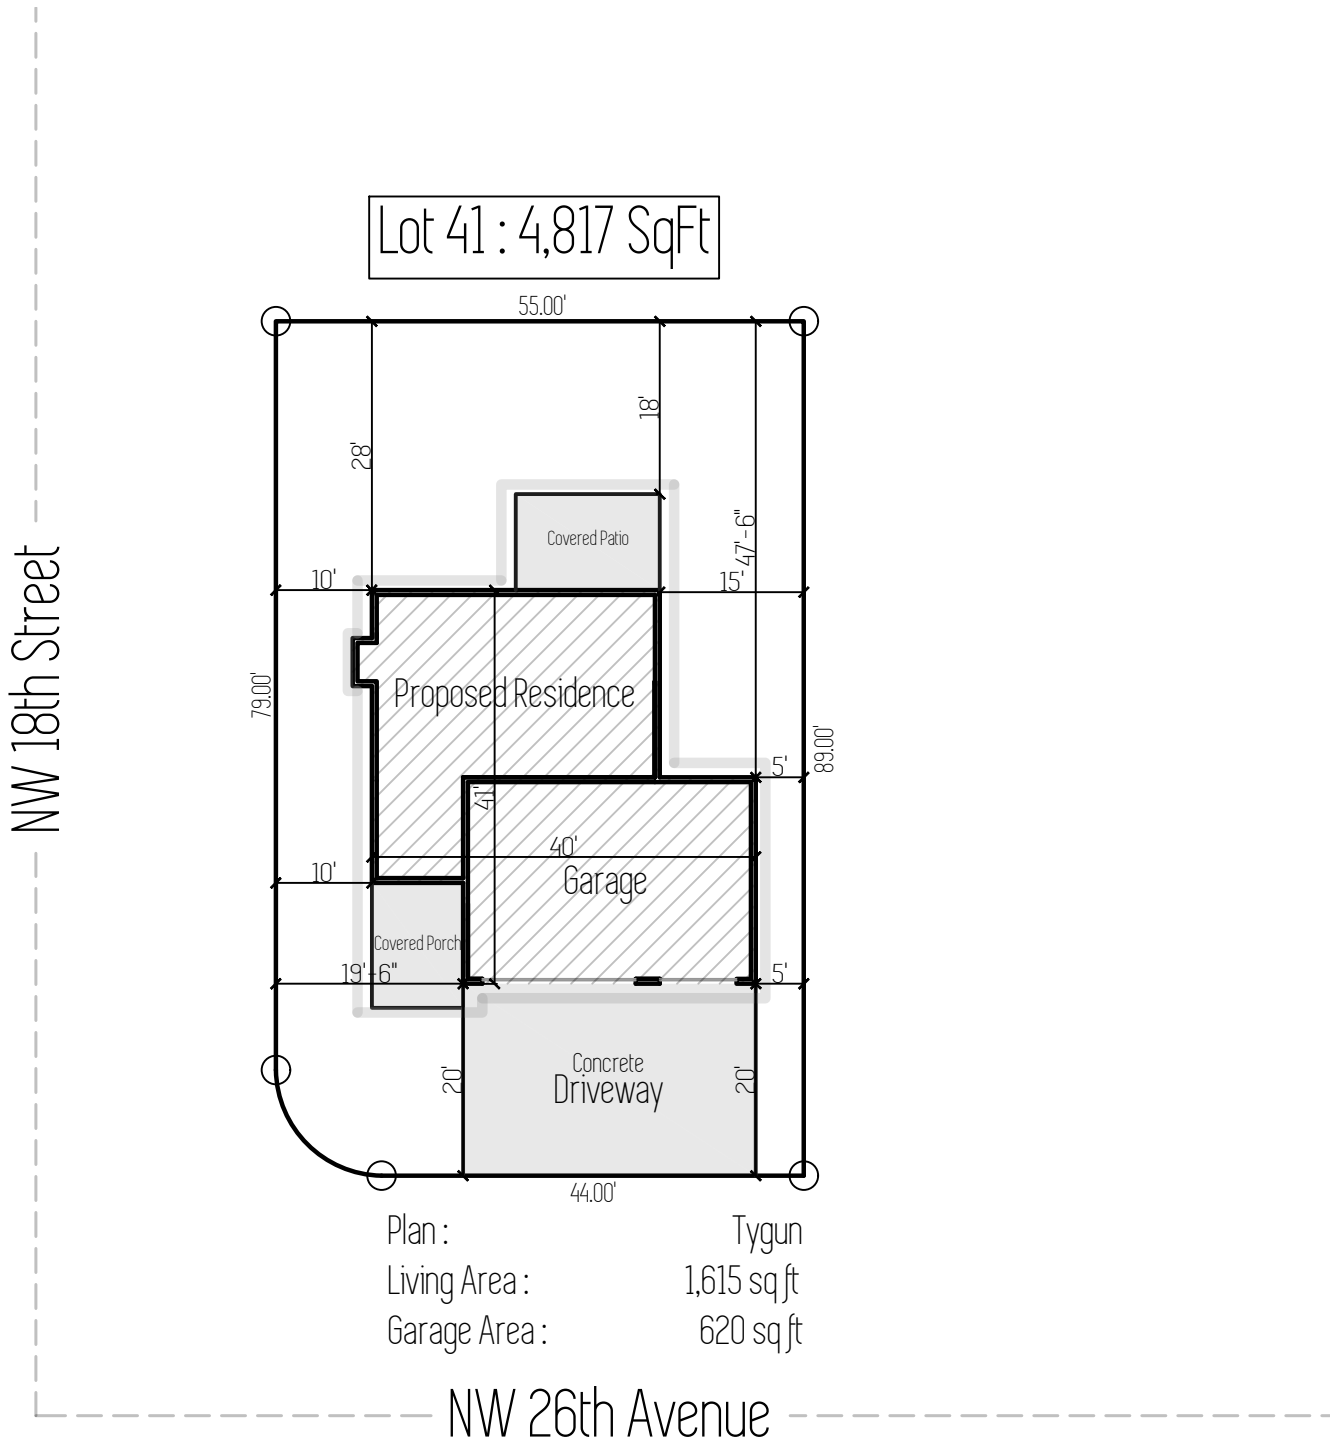 Lot 41 : 4,817 SqFt
55.00'
18'
28'
47'-6"
Covered Patio
10'
15'
NW 18th Street
79.00'
Proposed Residence
89.00'
5'
41'
40'
10'
Garage
Covered Porch
19'-6"
5'
Concrete
20'
20'
Driveway
44.00'
Plan : Tygun
Living Area : 1,615 sq ft
Garage Area : 620 sq ft
NW 26th Avenue